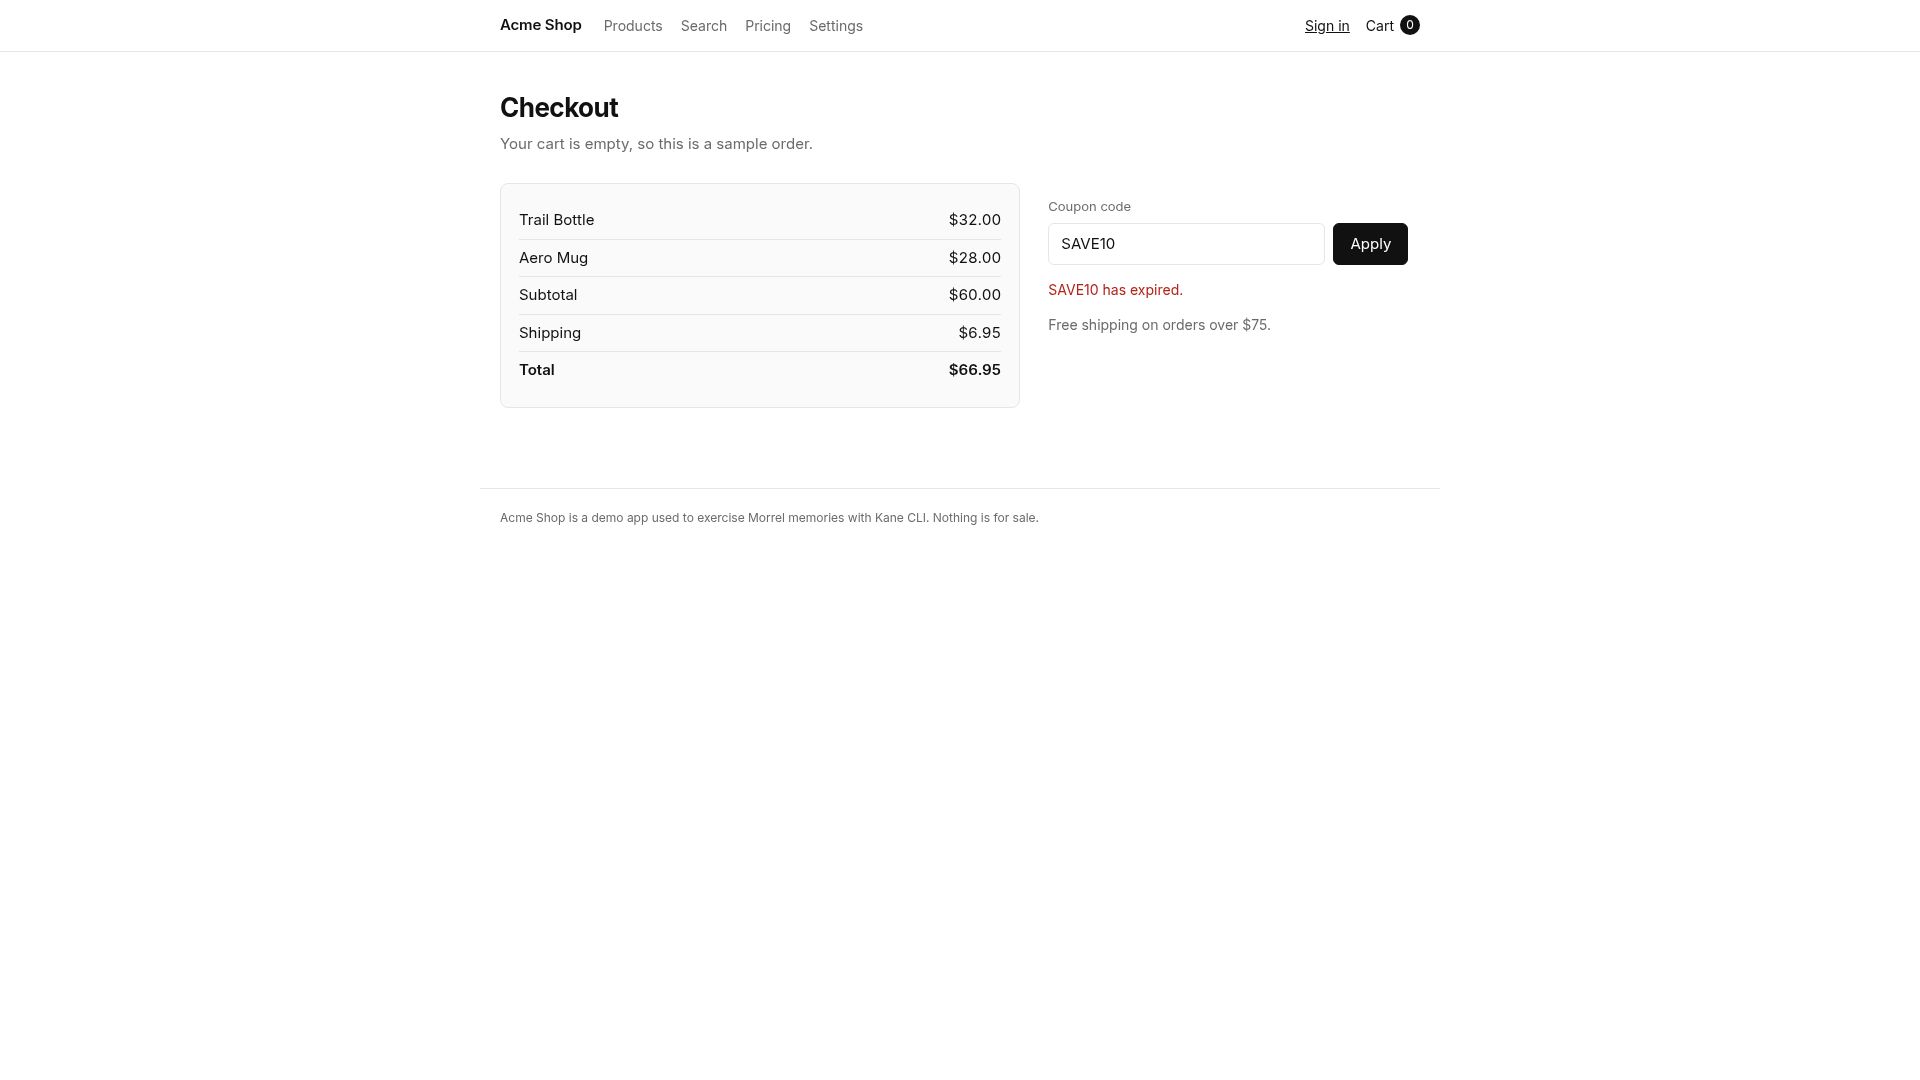 Acme Shop Products Search Pricing Settings Sign in Cart 0
Checkout
Your cart is empty, so this is a sample order.
Trail Bottle $32.00
Aero Mug $28.00
Subtotal $60.00
Shipping $6.95
Total $66.95
Coupon code
SAVE10 Apply
SAVE10 has expired.
Free shipping on orders over $75.
Acme Shop is a demo app used to exercise Morrel memories with Kane CLI. Nothing is for sale.